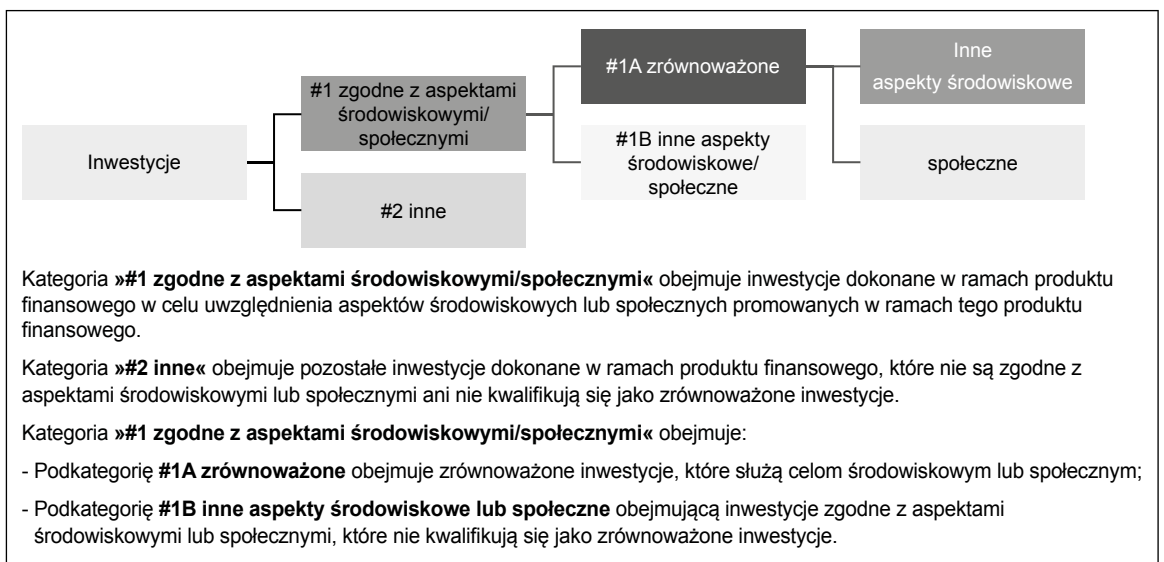 Inwestycje
#1 zgodne z aspektami
środowiskowymi/
społecznymi
#2 inne
#1A zrównoważone
#1B inne aspekty
środowiskowe/
społeczne
Inne
aspekty środowiskowe
społeczne
Kategoria »#1 zgodne z aspektami środowiskowymi/społecznymi« obejmuje inwestycje dokonane w ramach produktu
finansowego w celu uwzględnienia aspektów środowiskowych lub społecznych promowanych w ramach tego produktu
finansowego.
Kategoria »#2 inne« obejmuje pozostałe inwestycje dokonane w ramach produktu finansowego, które nie są zgodne z
aspektami środowiskowymi lub społecznymi ani nie kwalifikują się jako zrównoważone inwestycje.
Kategoria »#1 zgodne z aspektami środowiskowymi/społecznymi« obejmuje:
- Podkategorię #1A zrównoważone obejmuje zrównoważone inwestycje, które służą celom środowiskowym lub społecznym;
- Podkategorię #1B inne aspekty środowiskowe lub społeczne obejmującą inwestycje zgodne z aspektami
środowiskowymi lub społecznymi, które nie kwalifikują się jako zrównoważone inwestycje.